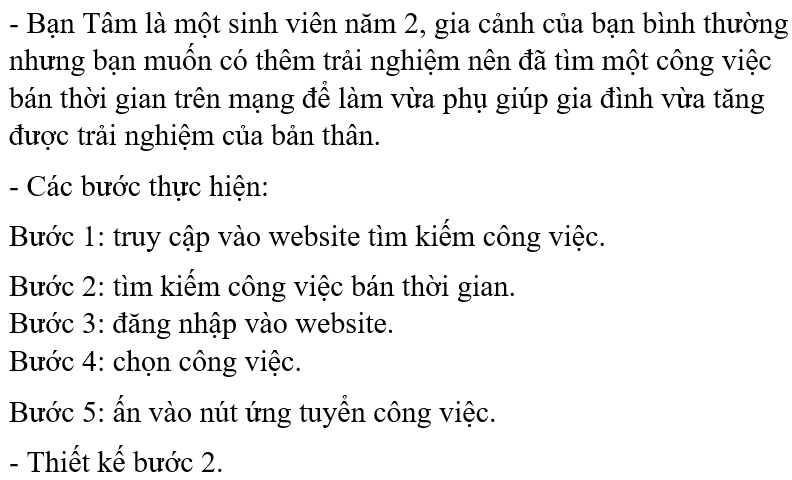 - Bạn Tâm là một sinh viên năm 2, gia cảnh của bạn bình thường
nhưng bạn muốn có thêm trải nghiệm nên đã tìm một công việc
bán thời gian trên mạng để làm vừa phụ giúp gia đình vừa tăng
được trải nghiệm của bản thân.
- Các bước thực hiện:
Bước 1: truy cập vào website tìm kiếm công việc.
Bước 2: tìm kiếm công việc bán thời gian.
Bước 3: đăng nhập vào website.
Bước 4: chọn công việc.
Bước 5: ấn vào nút ứng tuyển công việc.
- Thiết kế bước 2.